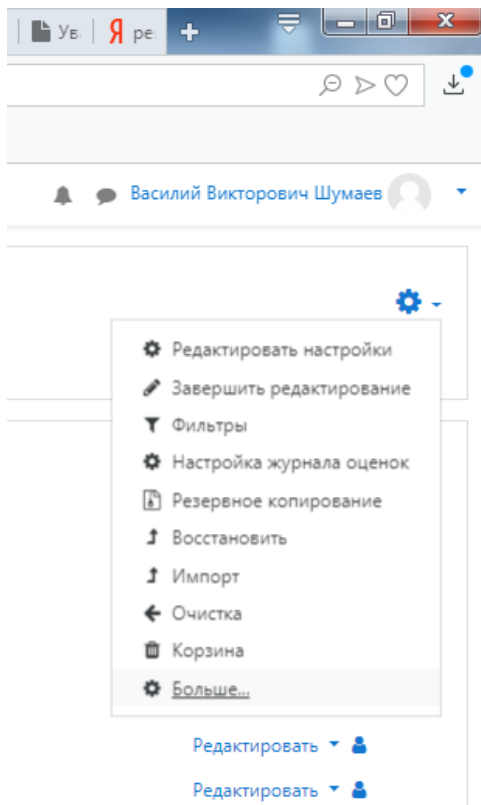 Ув Я ре
Василий Викторович Шумаев
Редактировать настройки
Завершить редактирование
Фильтры
Настройка журнала оценок
Резервное копирование
Восстановить
Импорт
Очистка
Корзина
Больше...
Редактировать
Редактировать